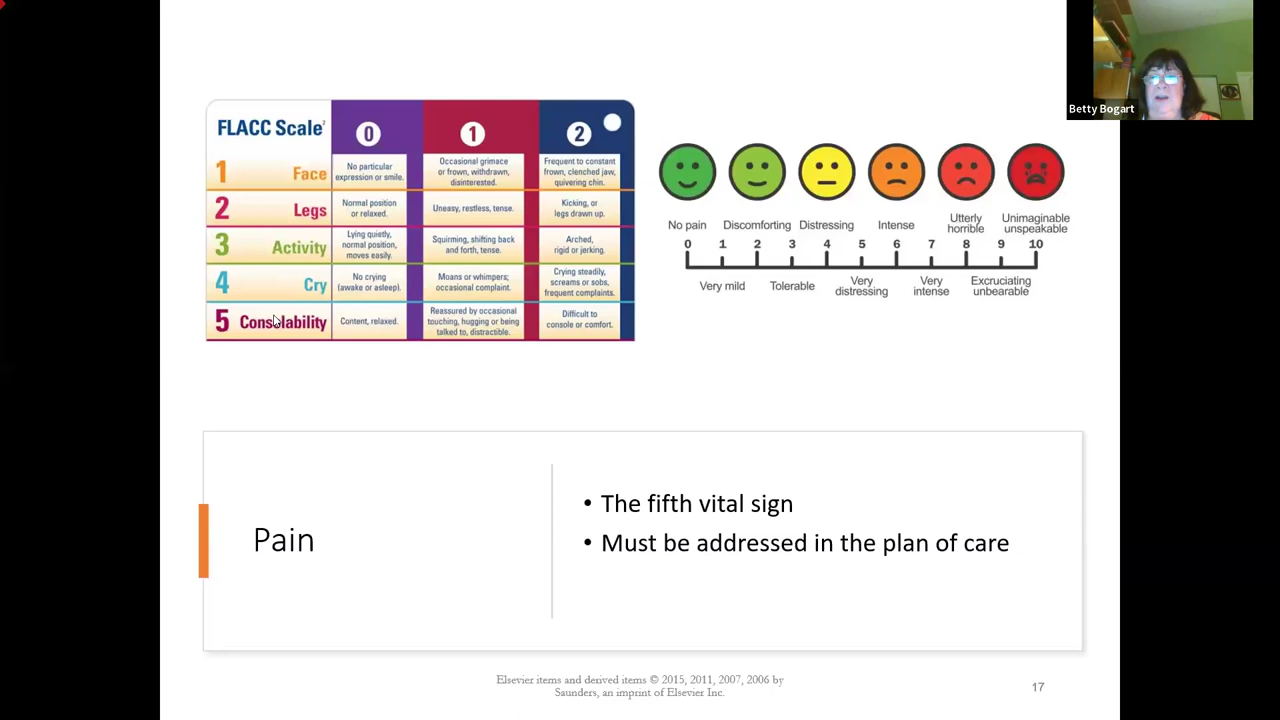 Betty Bogart
FLACC Scale²
0
1
2
1 Face
No particular
expression or smile.
Occasional grimace
or frown, withdrawn,
disinterested.
Frequent to constant
frown, clenched jaw,
quivering chin.
2 Legs
Normal position
or relaxed.
Uneasy, restless, tense.
Kicking, or
legs drawn up.
3 Activity
Lying quietly,
normal position,
moves easily.
Squirming, shifting back
and forth, tense.
Arched,
rigid or jerking.
4 Cry
No crying
(awake or asleep).
Moans or whimpers;
occasional complaint.
Crying steadily,
screams or sobs,
frequent complaints.
5 Consolability
Content, relaxed.
Reassured by occasional
touching, hugging or being
talked to, distractible.
Difficult to
console or comfort.
No pain
Discomforting
Distressing
Intense
Utterly
horrible
Unimaginable
unspeakable
0 1 2 3 4 5 6 7 8 9 10
Very mild
Tolerable
Very
distressing
Very
intense
Excruciating
unbearable
Pain
• The fifth vital sign
• Must be addressed in the plan of care
Elsevier items and derived items © 2015, 2011, 2007, 2006 by
Saunders, an imprint of Elsevier Inc.
17